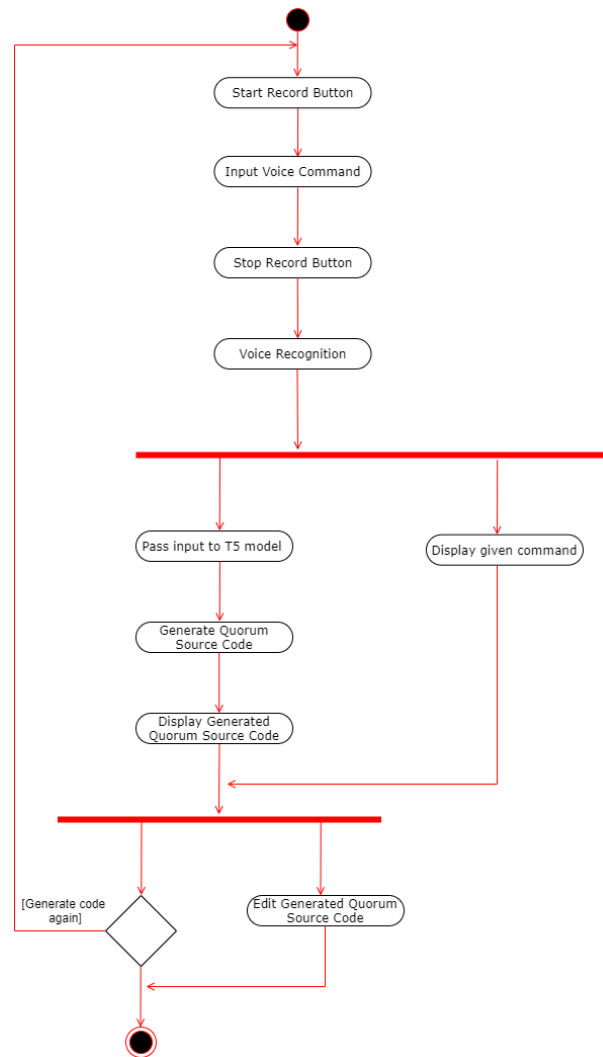 Start Record Button
Input Voice Command
Stop Record Button
Voice Recognition
Pass input to T5 model
Display given command
Generate Quorum
Source Code
Display Generated
Quorum Source Code
[Generate code
again]
Edit Generated Quorum
Source Code